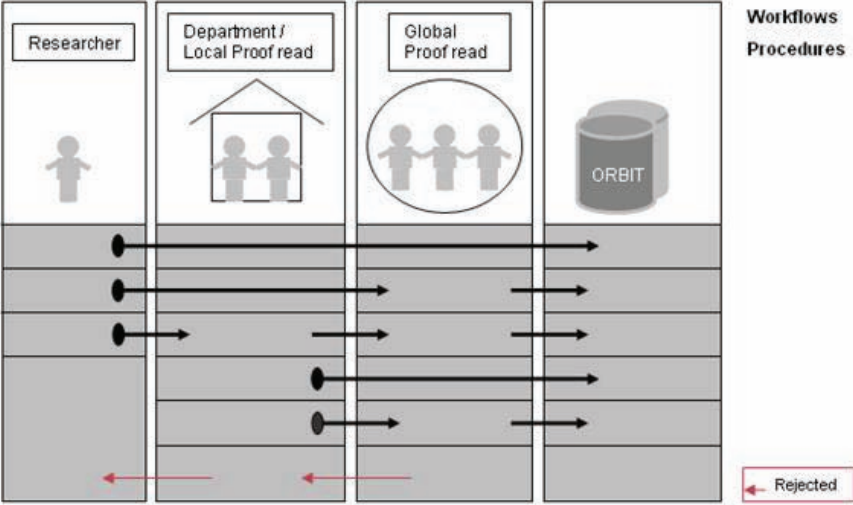 Researcher
Department /
Local Proof read
Global
Proof read
Workflows
Procedures
ORBIT
Rejected